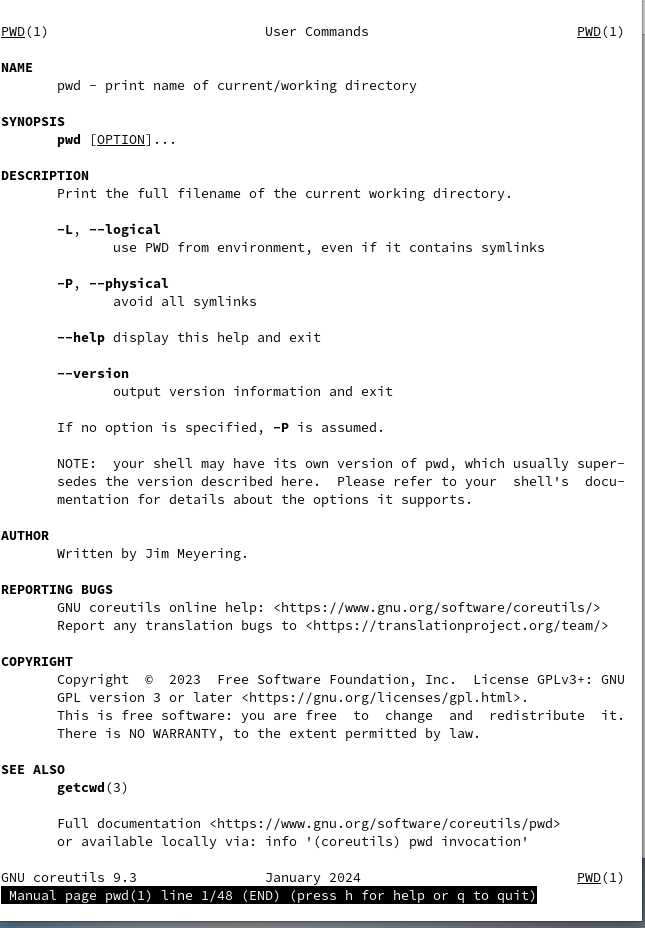 PWD(1) User Commands PWD(1)
NAME
pwd - print name of current/working directory
SYNOPSIS
pwd [OPTION]...
DESCRIPTION
Print the full filename of the current working directory.
-L, --logical
use PWD from environment, even if it contains symlinks
-P, --physical
avoid all symlinks
--help display this help and exit
--version
output version information and exit
If no option is specified, -P is assumed.
NOTE:  your shell may have its own version of pwd, which usually super-
sedes the version described here.  Please refer to your  shell's  docu-
mentation for details about the options it supports.
AUTHOR
Written by Jim Meyering.
REPORTING BUGS
GNU coreutils online help: <https://www.gnu.org/software/coreutils/>
Report any translation bugs to <https://translationproject.org/team/>
COPYRIGHT
Copyright  ©  2023  Free Software Foundation, Inc.  License GPLv3+: GNU
GPL version 3 or later <https://gnu.org/licenses/gpl.html>.
This is free software: you are free  to  change  and  redistribute  it.
There is NO WARRANTY, to the extent permitted by law.
SEE ALSO
getcwd(3)
Full documentation <https://www.gnu.org/software/coreutils/pwd>
or available locally via: info '(coreutils) pwd invocation'
GNU coreutils 9.3 January 2024 PWD(1)
Manual page pwd(1) line 1/48 (END) (press h for help or q to quit)